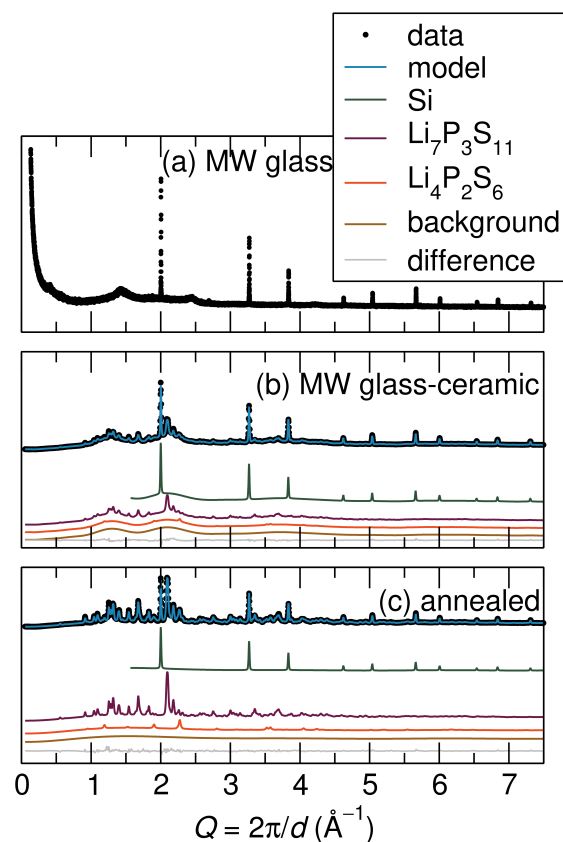 data
model
Si
Li₇P₃S₁₁
Li₄P₂S₆
background
difference
(a) MW glass
(b) MW glass-ceramic
(c) annealed
0 1 2 3 4 5 6 7
Q = 2π/d (Å⁻¹)